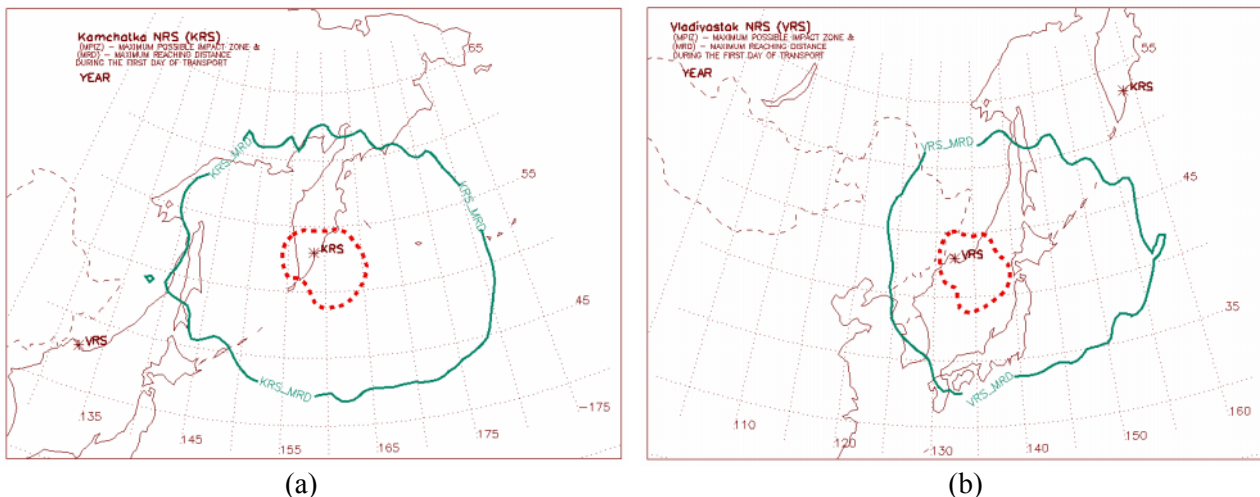 Kamchatka NRS (KRS)
(MPIZ) – MAXIMUM POSSIBLE IMPACT ZONE &
(MRD) – MAXIMUM REACHING DISTANCE
DURING THE FIRST DAY OF TRANSPORT
YEAR
65
KRS_MRD
KRS_MRD
55
KRS
45
VRS
KRS_MRD
-175
135
175
145
155
165
(a)
Vladivastak NRS (VRS)
(MPIZ) – MAXIMUM POSSIBLE IMPACT ZONE &
(MRD) – MAXIMUM REACHING DISTANCE
DURING THE FIRST DAY OF TRANSPORT
YEAR
55
KRS
VRS_MRD
45
VRS
35
VRS_MRD
160
110
120
130
140
150
(b)